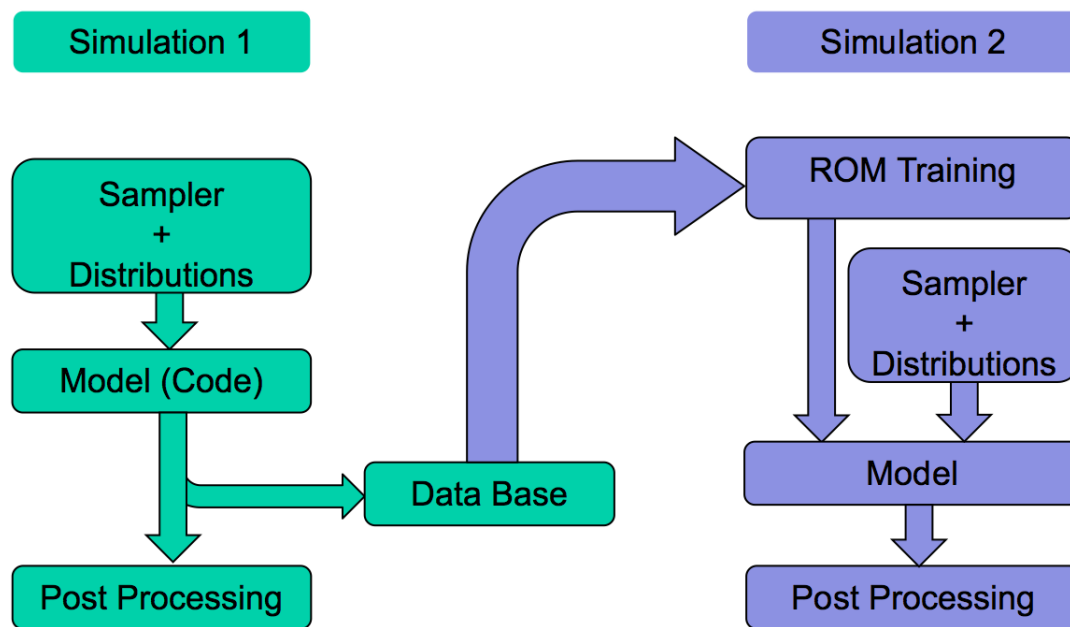 Simulation 1
Simulation 2
Sampler
+
Distributions
Model (Code)
Data Base
Post Processing
ROM Training
Sampler
+
Distributions
Model
Post Processing